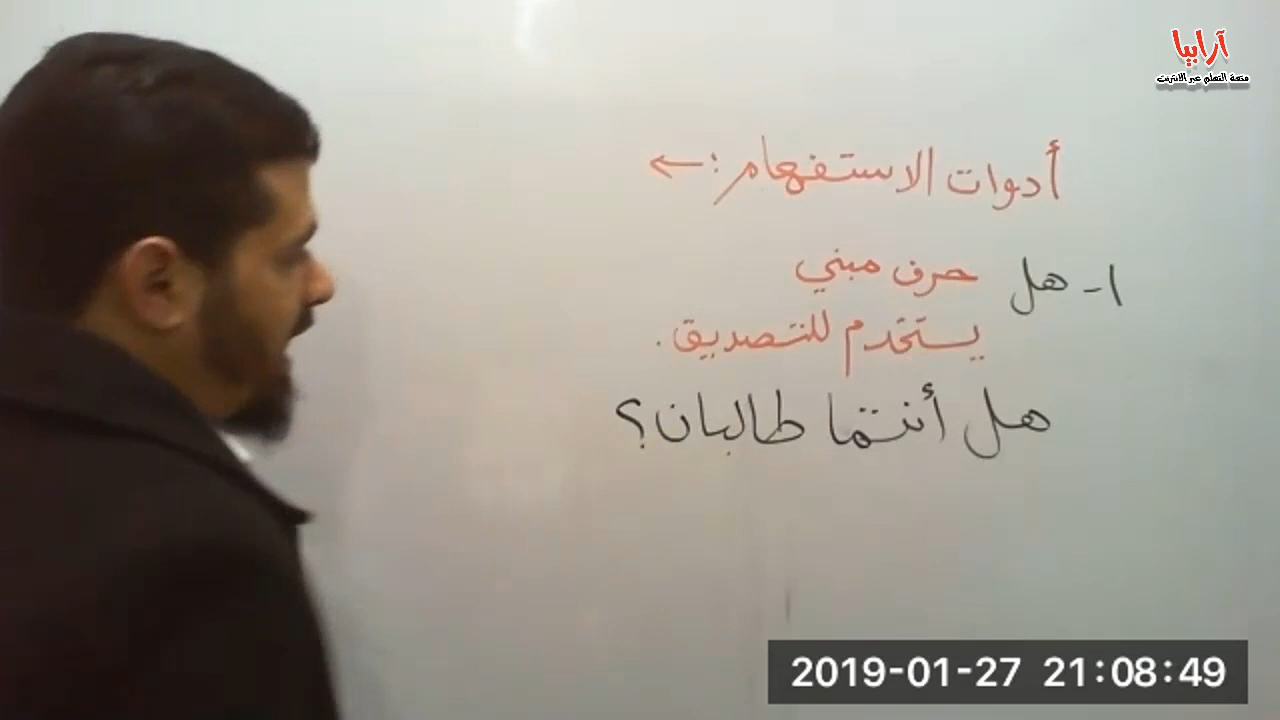 آرابيا
منصة التعلم عبر الانترنت
أدوات الاستفهام : ←
١- هل حرف مبني
يستخدم للتصديق .
هل أنتما طالبان؟
2019-01-27 21:08:49